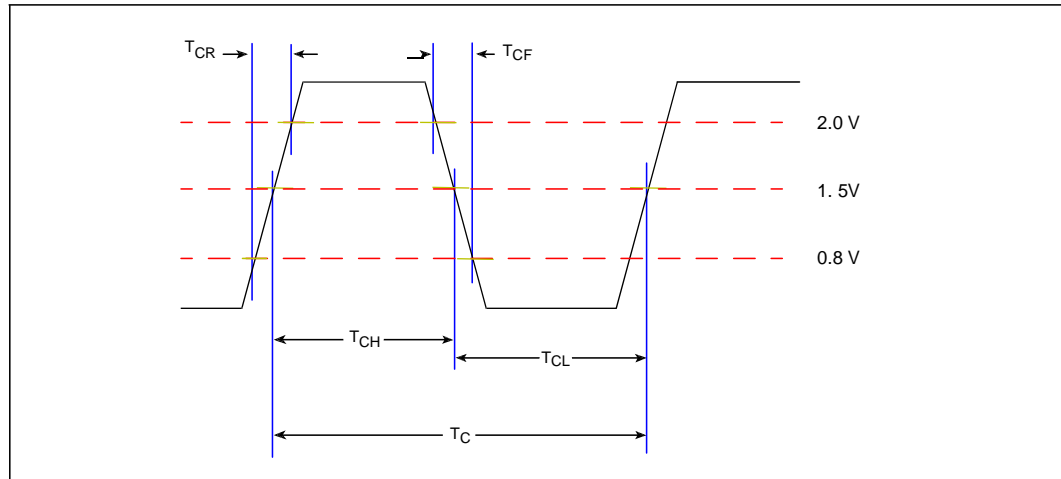 TCR
TCF
2.0 V
1. 5V
0.8 V
TCH
TCL
TC